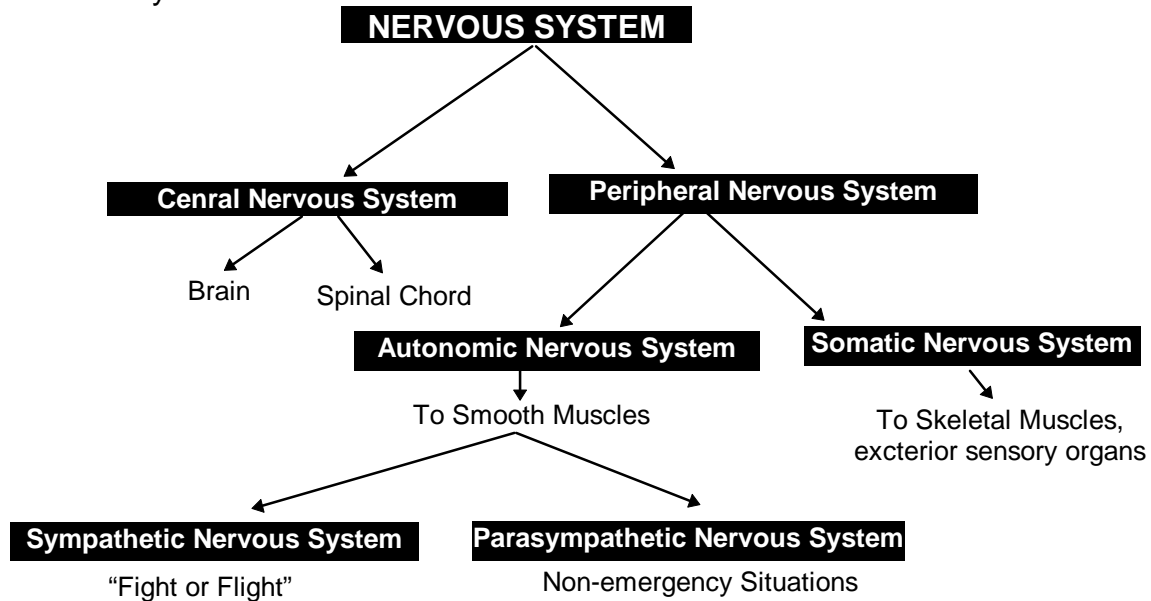 NERVOUS SYSTEM
Cenral Nervous System
Peripheral Nervous System
Brain
Spinal Chord
Autonomic Nervous System
Somatic Nervous System
To Smooth Muscles
To Skeletal Muscles,
excterior sensory organs
Sympathetic Nervous System
Parasympathetic Nervous System
“Fight or Flight”
Non-emergency Situations